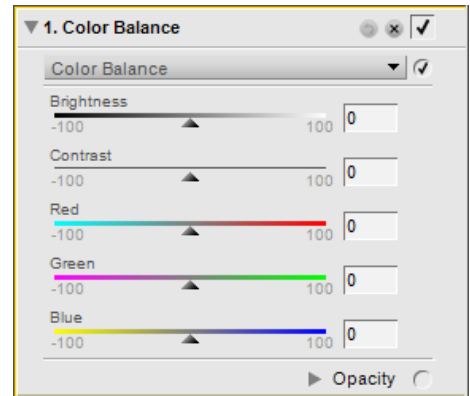 1. Color Balance
Color Balance
Brightness
-100 100 0
Contrast
-100 100 0
Red
-100 100 0
Green
-100 100 0
Blue
-100 100 0
Opacity